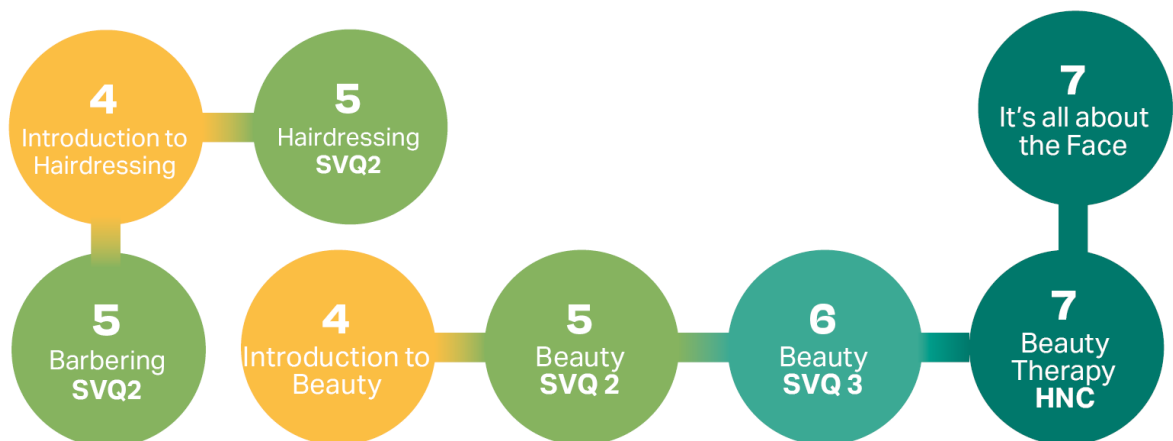 4
Introduction to
Hairdressing
5
Hairdressing
SVQ2
7
It's all about
the Face
5
Barbering
SVQ2
4
Introduction to
Beauty
5
Beauty
SVQ 2
6
Beauty
SVQ 3
7
Beauty
Therapy
HNC